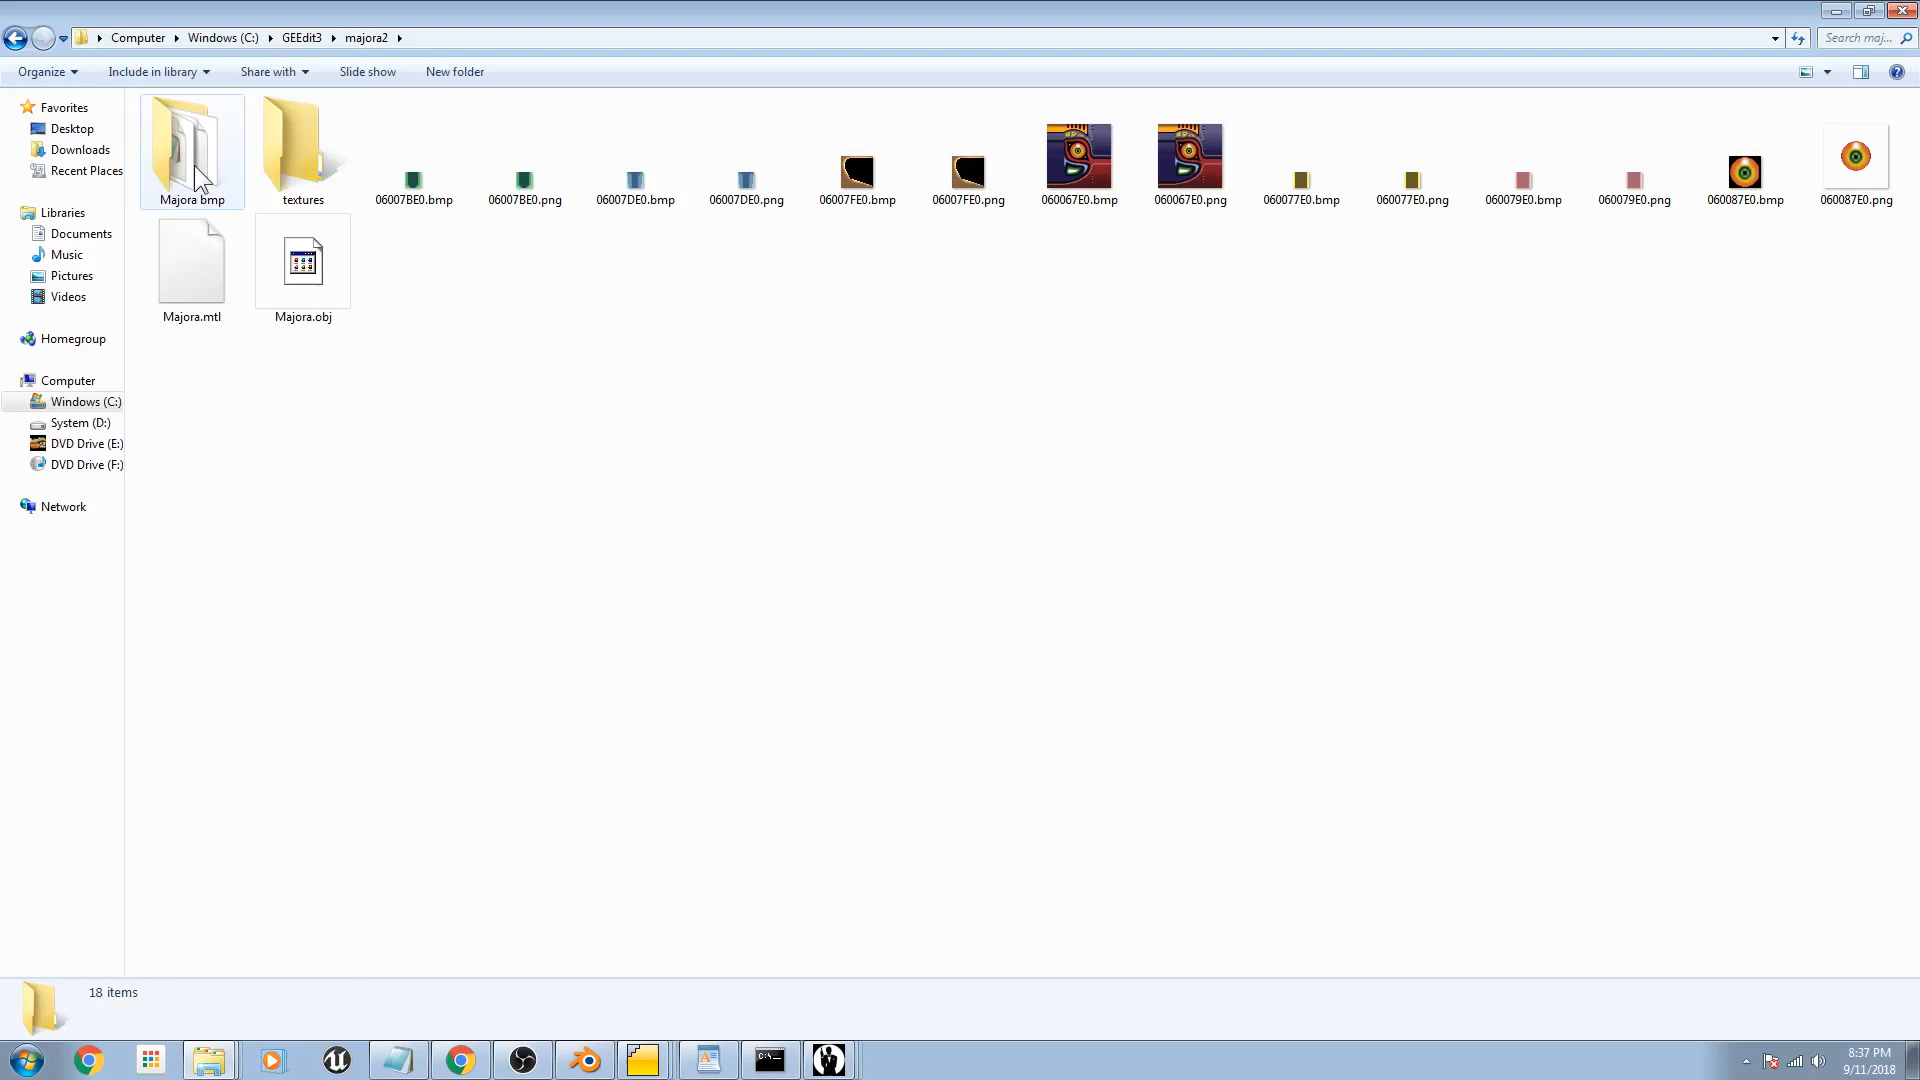 Computer Windows (C:) GEEdit3 majora2
Search maj...
Organize Include in library Share with Slide show New folder
Favorites
Desktop
Downloads
Recent Places
Libraries
Documents
Music
Pictures
Videos
Homegroup
Computer
Windows (C:)
System (D:)
DVD Drive (E:)
DVD Drive (F:)
Network
Majora bmp
textures
06007BE0.bmp
06007BE0.png
06007DE0.bmp
06007DE0.png
06007FE0.bmp
06007FE0.png
060067E0.bmp
060067E0.png
060077E0.bmp
060077E0.png
060079E0.bmp
060079E0.png
060087E0.bmp
060087E0.png
Majora.mtl
Majora.obj
18 items
C:\_
8:37 PM
9/11/2018